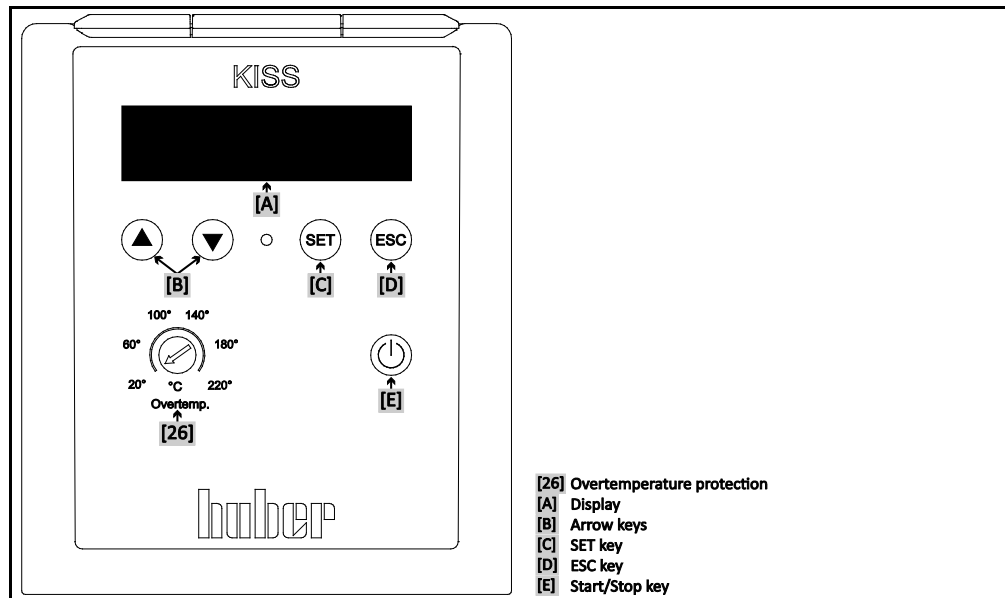 KISS
[A]
SET ESC
[B] [C] [D]
100° 140°
60° 180°
20° °C 220°
Overtemp.
[E]
[26]
huber
[26] Overtemperature protection
[A] Display
[B] Arrow keys
[C] SET key
[D] ESC key
[E] Start/Stop key